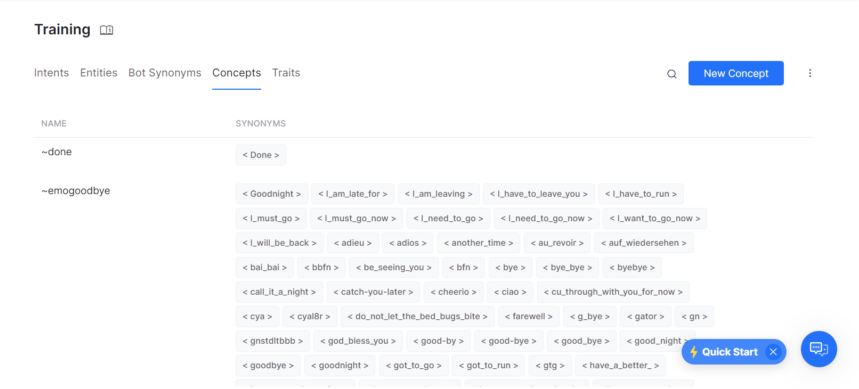 Training
Intents Entities Bot Synonyms Concepts Traits New Concept
NAME SYNONYMS
~done < Done >
~emogoodbye < Goodnight > < I_am_late_for > < I_am_leaving > < I_have_to_leave_you > < I_have_to_run >
< I_must_go > < I_must_go_now > < I_need_to_go > < I_need_to_go_now > < I_want_to_go_now >
< I_will_be_back > < adieu > < adios > < another_time > < au_revoir > < auf_wiedersehen >
< bai_bai > < bbfn > < be_seeing_you > < bfn > < bye > < bye_bye > < byebye >
< call_it_a_night > < catch-you-later > < cheerio > < ciao > < cu_through_with_you_for_now >
< cya > < cyal8r > < do_not_let_the_bed_bugs_bite > < farewell > < g_bye > < gator > < gn >
< gnstdltbbb > < god_bless_you > < good-by > < good-bye > < good_bye > < good_night >
Quick Start
< goodbye > < goodnight > < got_to_go > < got_to_run > < gtg > < have_a_better_ >